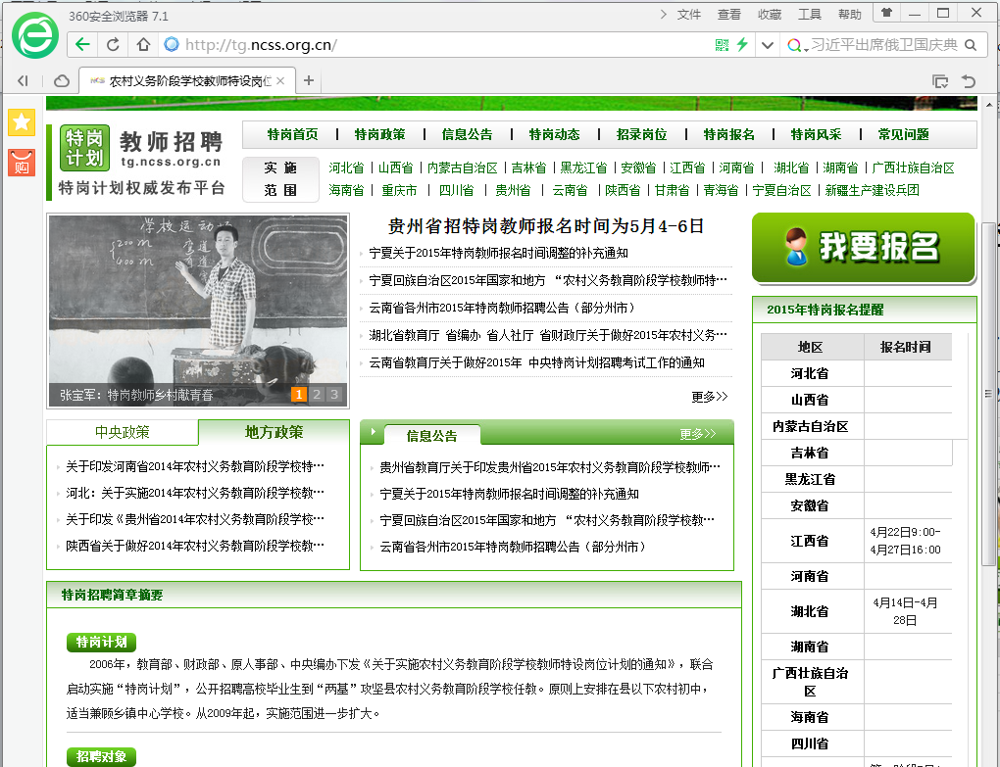 360安全浏览器 7.1
文件 查看 收藏 工具 帮助
http://tg.ncss.org.cn/
习近平出席俄卫国庆典
农村义务阶段学校教师特设岗位
特岗计划
教师招聘
tg.ncss.org.cn
特岗计划权威发布平台
特岗首页 | 特岗政策 | 信息公告 | 特岗动态 | 招录岗位 | 特岗报名 | 特岗风采 | 常见问题
实施范围
河北省 | 山西省 | 内蒙古自治区 | 吉林省 | 黑龙江省 | 安徽省 | 江西省 | 河南省 | 湖北省 | 湖南省 | 广西壮族自治区
海南省 | 重庆市 | 四川省 | 贵州省 | 云南省 | 陕西省 | 甘肃省 | 青海省 | 宁夏自治区 | 新疆生产建设兵团
学校运动场
200m 弯道
400m 直道
张宝军：特岗教师乡村献青春
1 2 3
贵州省招特岗教师报名时间为5月4-6日
宁夏关于2015年特岗教师报名时间调整的补充通知
宁夏回族自治区2015年国家和地方 “农村义务教育阶段学校教师特…
云南省各州市2015年特岗教师招聘公告（部分州市）
湖北省教育厅 省编办 省人社厅 省财政厅关于做好2015年农村义务…
云南省教育厅关于做好2015年 中央特岗计划招聘考试工作的通知
更多>>
我要报名
中央政策 地方政策
关于印发河南省2014年农村义务教育阶段学校特…
河北：关于实施2014年农村义务教育阶段学校教…
关于印发《贵州省2014年农村义务教育阶段学校…
陕西省关于做好2014年农村义务教育阶段学校教…
信息公告 更多>>
贵州省教育厅关于印发贵州省2015年农村义务教育阶段学校教师…
宁夏关于2015年特岗教师报名时间调整的补充通知
宁夏回族自治区2015年国家和地方 “农村义务教育阶段学校教…
云南省各州市2015年特岗教师招聘公告（部分州市）
2015年特岗报名提醒
地区 报名时间
河北省
山西省
内蒙古自治区
吉林省
黑龙江省
安徽省
江西省 4月22日9:00-
4月27日16:00
河南省
湖北省 4月14日-4月
28日
湖南省
广西壮族自治
区
海南省
四川省
特岗招聘简章摘要
特岗计划
2006年，教育部、财政部、原人事部、中央编办下发《关于实施农村义务教育阶段学校教师特设岗位计划的通知》，联合
启动实施“特岗计划”，公开招聘高校毕业生到“两基”攻坚县农村义务教育阶段学校任教。原则上安排在县以下农村初中，
适当兼顾乡镇中心学校。从2009年起，实施范围进一步扩大。
招聘对象